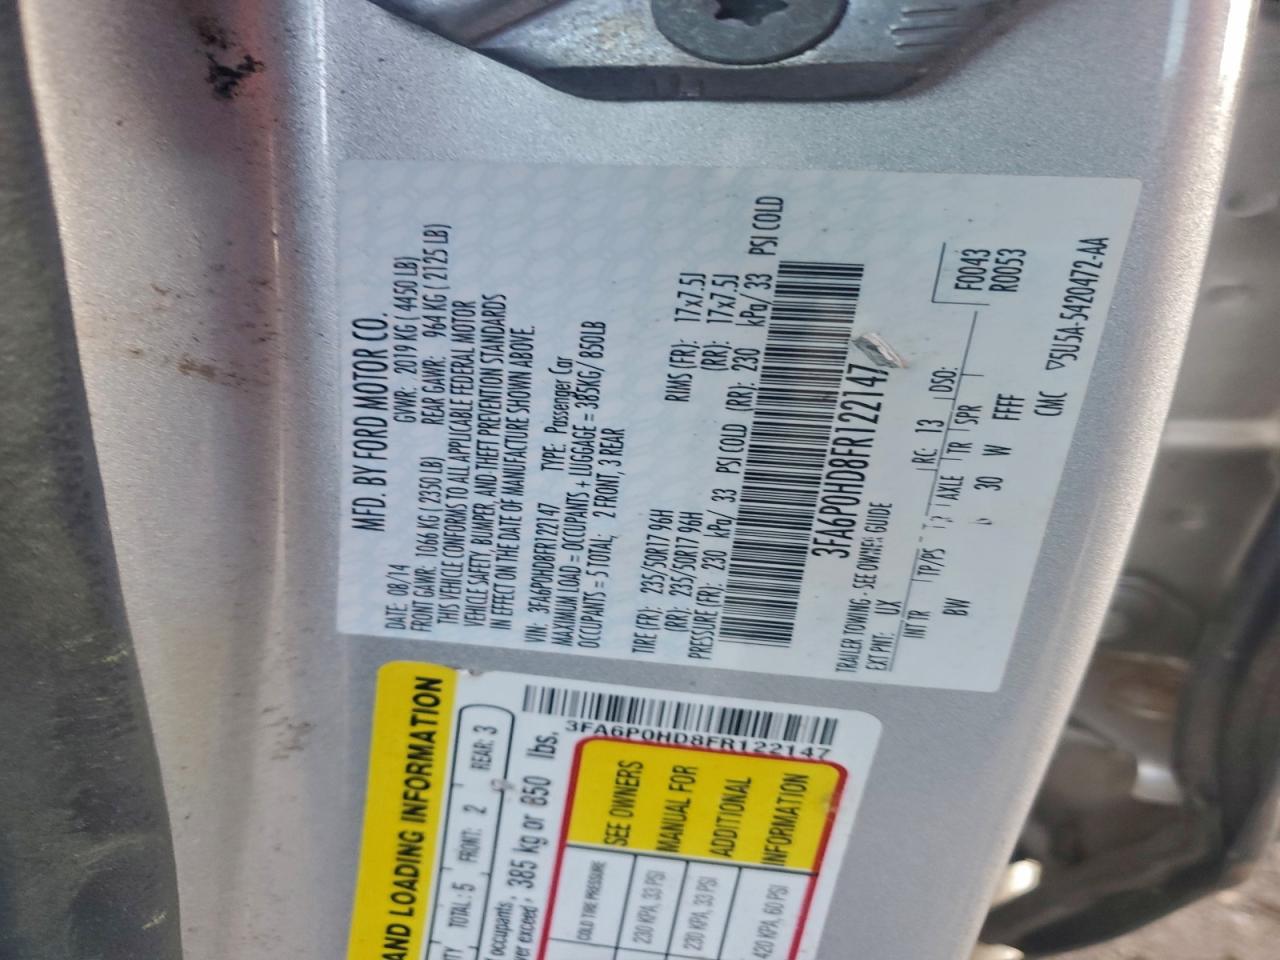 MFD. BY FORD MOTOR CO.
DATE: 08/14 GVWR: 2019 KG ( 4450 LB)
FRONT GAWR: 1066 KG ( 2350 LB) REAR GAWR: 964 KG ( 2125 LB)
THIS VEHICLE CONFORMS TO ALL APPLICABLE FEDERAL MOTOR
VEHICLE SAFETY, BUMPER, AND THEFT PREVENTION STANDARDS
IN EFFECT ON THE DATE OF MANUFACTURE SHOWN ABOVE.
VIN: 3FA6P0HD8FR122147 TYPE: Passenger Car
MAXIMUM LOAD = OCCUPANTS + LUGGAGE = 385KG/ 850LB
OCCUPANTS = 5 TOTAL; 2 FRONT, 3 REAR
TIRE FR): 235/50R17 96H RMS (FR): 17x7.5J
(RR): 235/50R17 96H (RR): 17x7.5J
PRESSURE (FR): 230 kPa/ 33 PSI COLD (RR): 230 kPa/ 33 PSI COLD
3FA6P0HD8FR122147
TRAILER TOWING - SEE OWNER GUIDE
EXT PNT: UX RC: 13 DSO: F0043
R0053
INT TR TP/PS AXLE TR SPR
BW 30 W FFFF
CMC ▽5U5A-5420472-AA
AND LOADING INFORMATION
TOTAL: 5 FRONT: 2 REAR: 3
occupants, 385 kg or 850 lbs.
3FA6P0HD8FR122147
COLD TIRE PRESSURE
230 KPA, 33 PSI
230 KPA, 33 PSI
420 KPA, 60 PSI
SEE OWNERS
MANUAL FOR
ADDITIONAL
INFORMATION